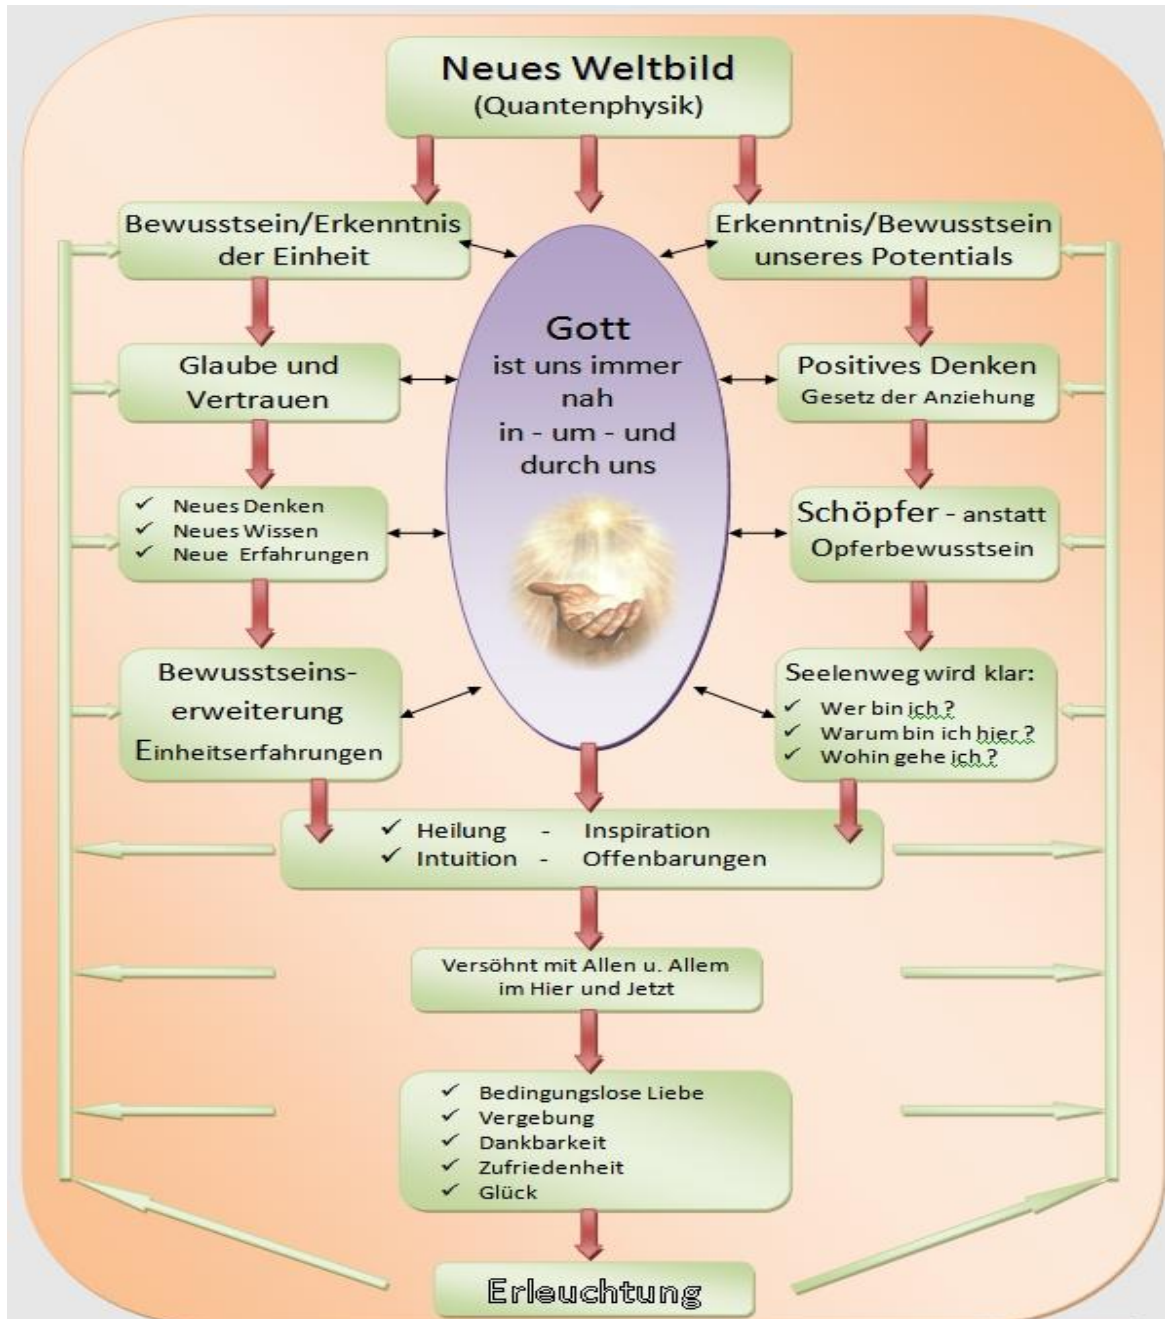 Neues Weltbild
(Quantenphysik)
Bewusstsein/Erkenntnis
der Einheit
Erkenntnis/Bewusstsein
unseres Potentials
Gott
ist uns immer
nah
in - um - und
durch uns
Glaube und
Vertrauen
Positives Denken
Gesetz der Anziehung
✓ Neues Denken
✓ Neues Wissen
✓ Neue Erfahrungen
Schöpfer - anstatt
Opferbewusstsein
Bewusstseins-
erweiterung
Einheitserfahrungen
Seelenweg wird klar:
✓ Wer bin ich ?
✓ Warum bin ich hier ?
✓ Wohin gehe ich ?
✓ Heilung - Inspiration
✓ Intuition - Offenbarungen
Versöhnt mit Allen u. Allem
im Hier und Jetzt
✓ Bedingungslose Liebe
✓ Vergebung
✓ Dankbarkeit
✓ Zufriedenheit
✓ Glück
Erleuchtung